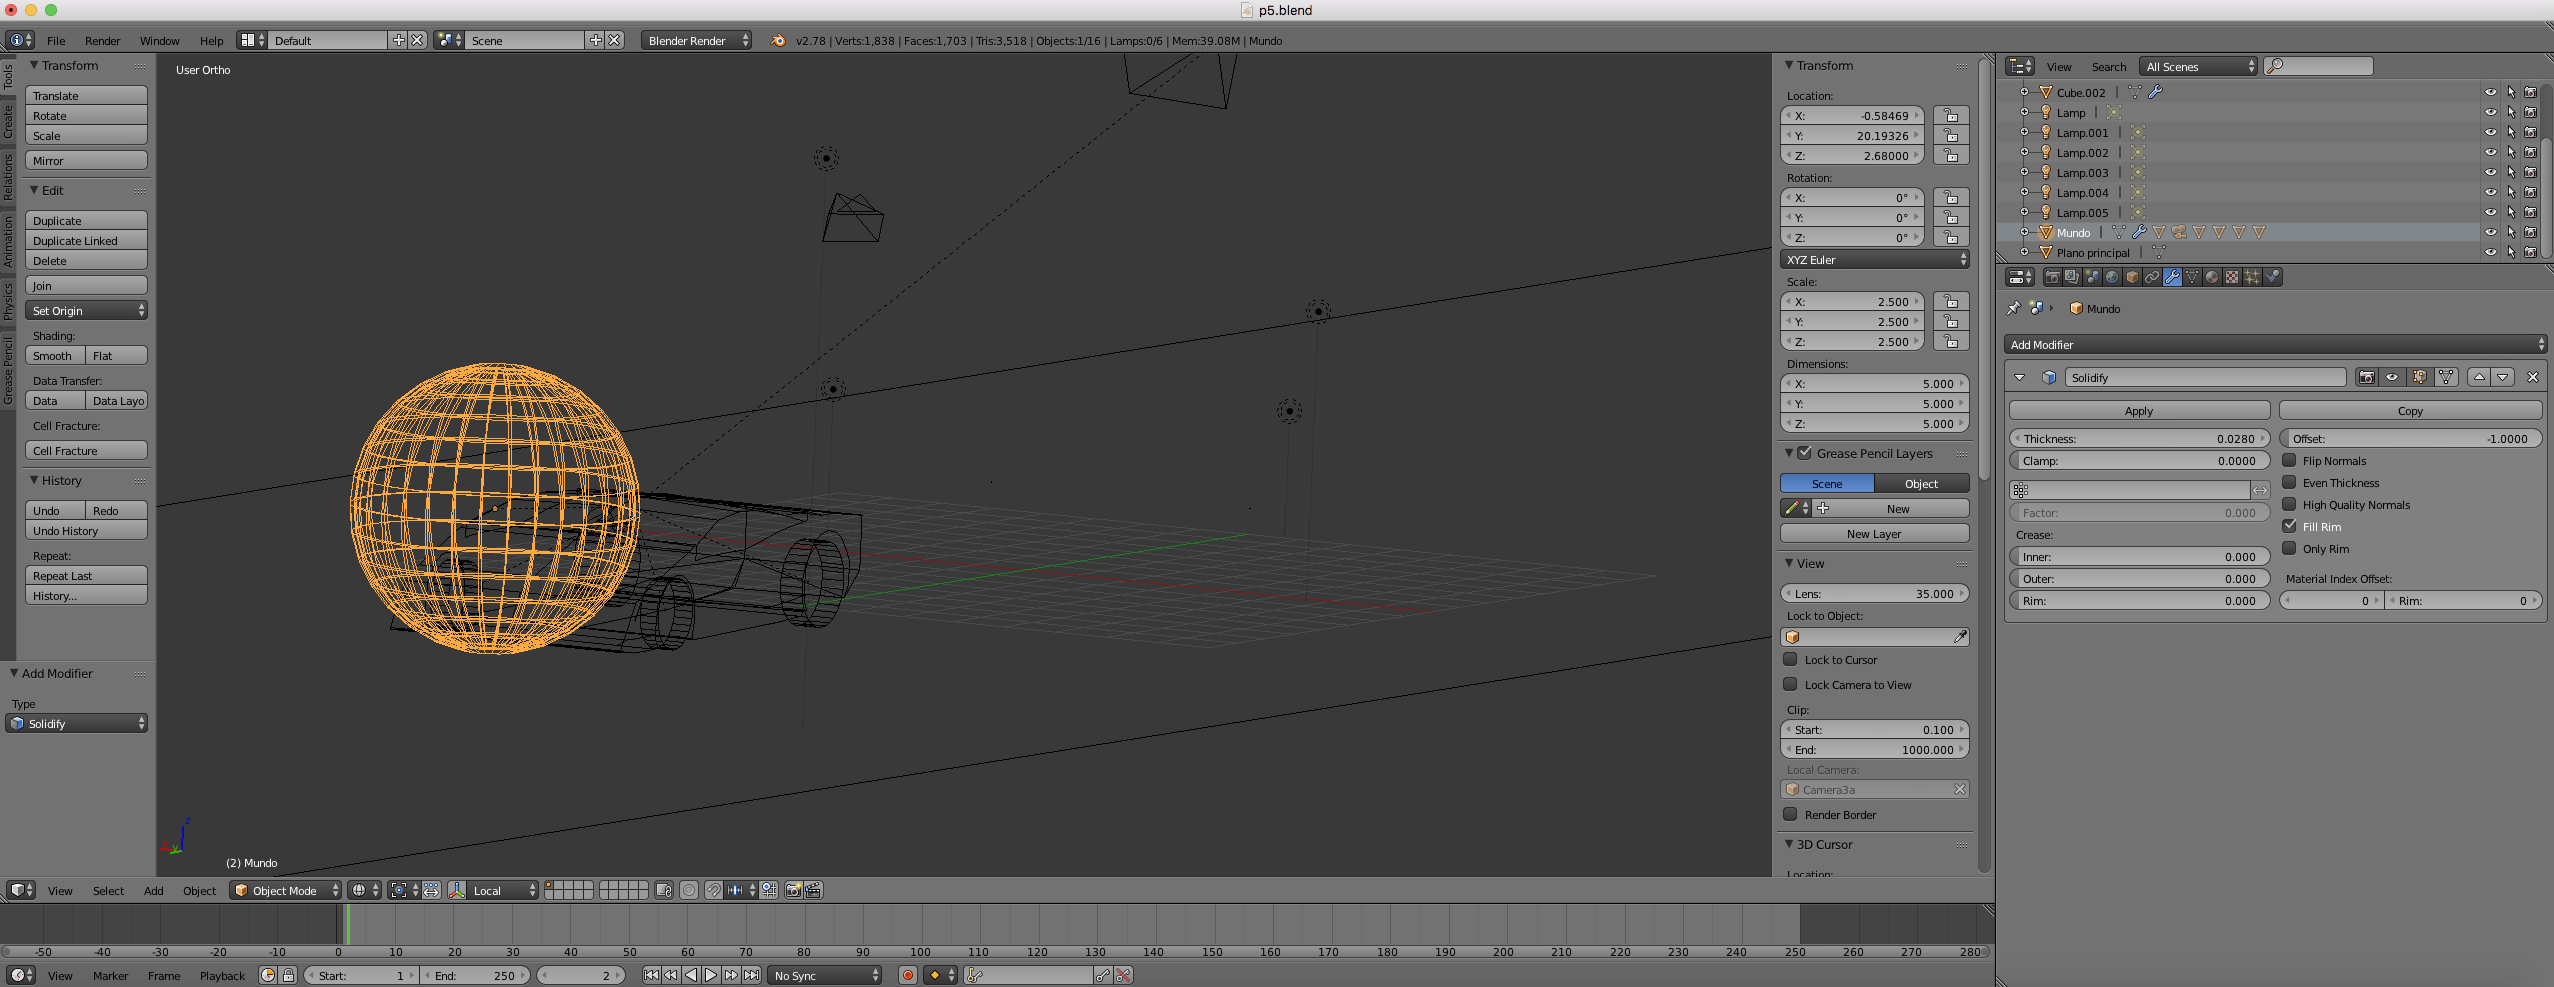 p5.blend
File Render Window Help Default Scene Blender Render v2.78 | Verts:1,838 | Faces:1,703 | Tris:3,518 | Objects:1/16 | Lamps:0/6 | Mem:39.08M | Mundo
Tools
Create
Relations
Animation
Physics
Grease Pencil
Transform
Translate
Rotate
Scale
Mirror
Edit
Duplicate
Duplicate Linked
Delete
Join
Set Origin
Shading:
Smooth Flat
Data Transfer:
Data Data Layo
Cell Fracture:
Cell Fracture
History
Undo Redo
Undo History
Repeat:
Repeat Last
History...
Add Modifier
Type
Solidify
User Ortho
z
x
y
(2) Mundo
Transform
Location:
X: -0.58469
Y: 20.19326
Z: 2.68000
Rotation:
X: 0°
Y: 0°
Z: 0°
XYZ Euler
Scale:
X: 2.500
Y: 2.500
Z: 2.500
Dimensions:
X: 5.000
Y: 5.000
Z: 5.000
Grease Pencil Layers
Scene Object
New
New Layer
View
Lens: 35.000
Lock to Object:
Lock to Cursor
Lock Camera to View
Clip:
Start: 0.100
End: 1000.000
Local Camera:
Camera3a
Render Border
3D Cursor
Location:
View Search All Scenes
Cube.002
Lamp
Lamp.001
Lamp.002
Lamp.003
Lamp.004
Lamp.005
Mundo
Plano principal
Mundo
Add Modifier
Solidify
Apply Copy
Thickness: 0.0280 Offset: -1.0000
Clamp: 0.0000 Flip Normals
Even Thickness
Factor: 0.000 High Quality Normals
Crease: Fill Rim
Inner: 0.000 Only Rim
Outer: 0.000 Material Index Offset:
Rim: 0.000 0 Rim: 0
View Select Add Object Object Mode Local
-50 -40 -30 -20 -10 0 10 20 30 40 50 60 70 80 90 100 110 120 130 140 150 160 170 180 190 200 210 220 230 240 250 260 270 280
View Marker Frame Playback Start: 1 End: 250 2 No Sync